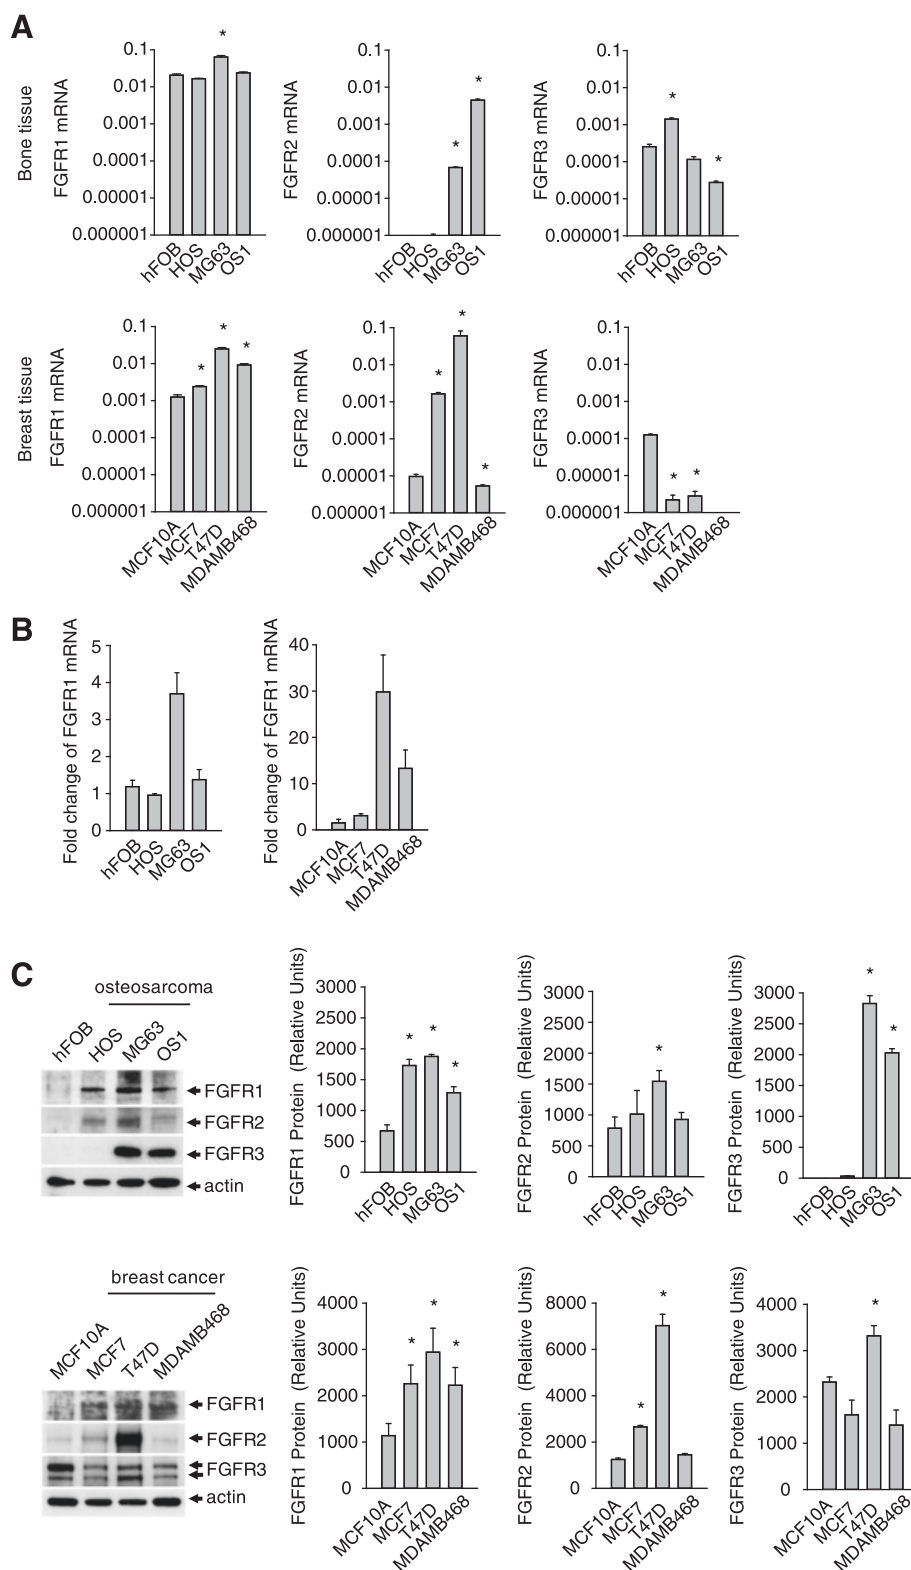 A
Bone tissue
FGFR1 mRNA
0.1
0.01
0.001
0.0001
0.00001
0.000001
*
hFOB
HOS
MG63
OS1
FGFR2 mRNA
0.1
0.01
0.001
0.0001
0.00001
0.000001
*
*
hFOB
HOS
MG63
OS1
FGFR3 mRNA
0.1
0.01
0.001
0.0001
0.00001
0.000001
*
*
hFOB
HOS
MG63
OS1
Breast tissue
FGFR1 mRNA
0.1
0.01
0.001
0.0001
0.00001
0.000001
*
*
*
MCF10A
MCF7
T47D
MDAMB468
FGFR2 mRNA
0.1
0.01
0.001
0.0001
0.00001
0.000001
*
*
*
MCF10A
MCF7
T47D
MDAMB468
FGFR3 mRNA
0.1
0.01
0.001
0.0001
0.00001
0.000001
*
*
MCF10A
MCF7
T47D
MDAMB468
B
Fold change of FGFR1 mRNA
5
4
3
2
1
0
hFOB
HOS
MG63
OS1
Fold change of FGFR1 mRNA
40
30
20
10
0
MCF10A
MCF7
T47D
MDAMB468
C
osteosarcoma
hFOB
HOS
MG63
OS1
FGFR1
FGFR2
FGFR3
actin
FGFR1 Protein (Relative Units)
3000
2500
2000
1500
1000
500
0
*
*
*
hFOB
HOS
MG63
OS1
FGFR2 Protein (Relative Units)
3000
2500
2000
1500
1000
500
0
*
hFOB
HOS
MG63
OS1
FGFR3 Protein (Relative Units)
3000
2500
2000
1500
1000
500
0
*
*
hFOB
HOS
MG63
OS1
breast cancer
MCF10A
MCF7
T47D
MDAMB468
FGFR1
FGFR2
FGFR3
actin
FGFR1 Protein (Relative Units)
4000
3000
2000
1000
0
*
*
*
MCF10A
MCF7
T47D
MDAMB468
FGFR2 Protein (Relative Units)
8000
6000
4000
2000
0
*
*
MCF10A
MCF7
T47D
MDAMB468
FGFR3 Protein (Relative Units)
4000
3000
2000
1000
0
*
MCF10A
MCF7
T47D
MDAMB468